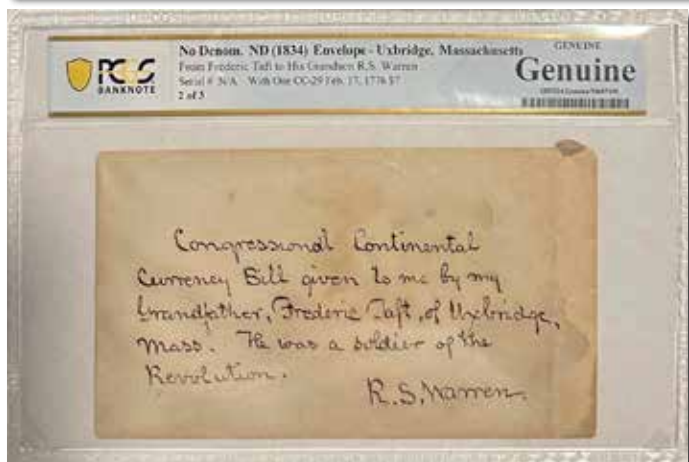 No Denom. ND (1834) Envelope - Uxbridge, Massachusetts
From Frederic Taft to His Grandson R.S. Warren
Serial # N/A With One CC-29 Feb. 17, 1776 $7
2 of 3
PCGS
BANKNOTE
GENUINE
Genuine
Congressional Continental
Currency Bill given to me by my
Grandfather, Frederic Taft, of Uxbridge,
Mass. He was a soldier of the
Revolution.
R.S. Warren.